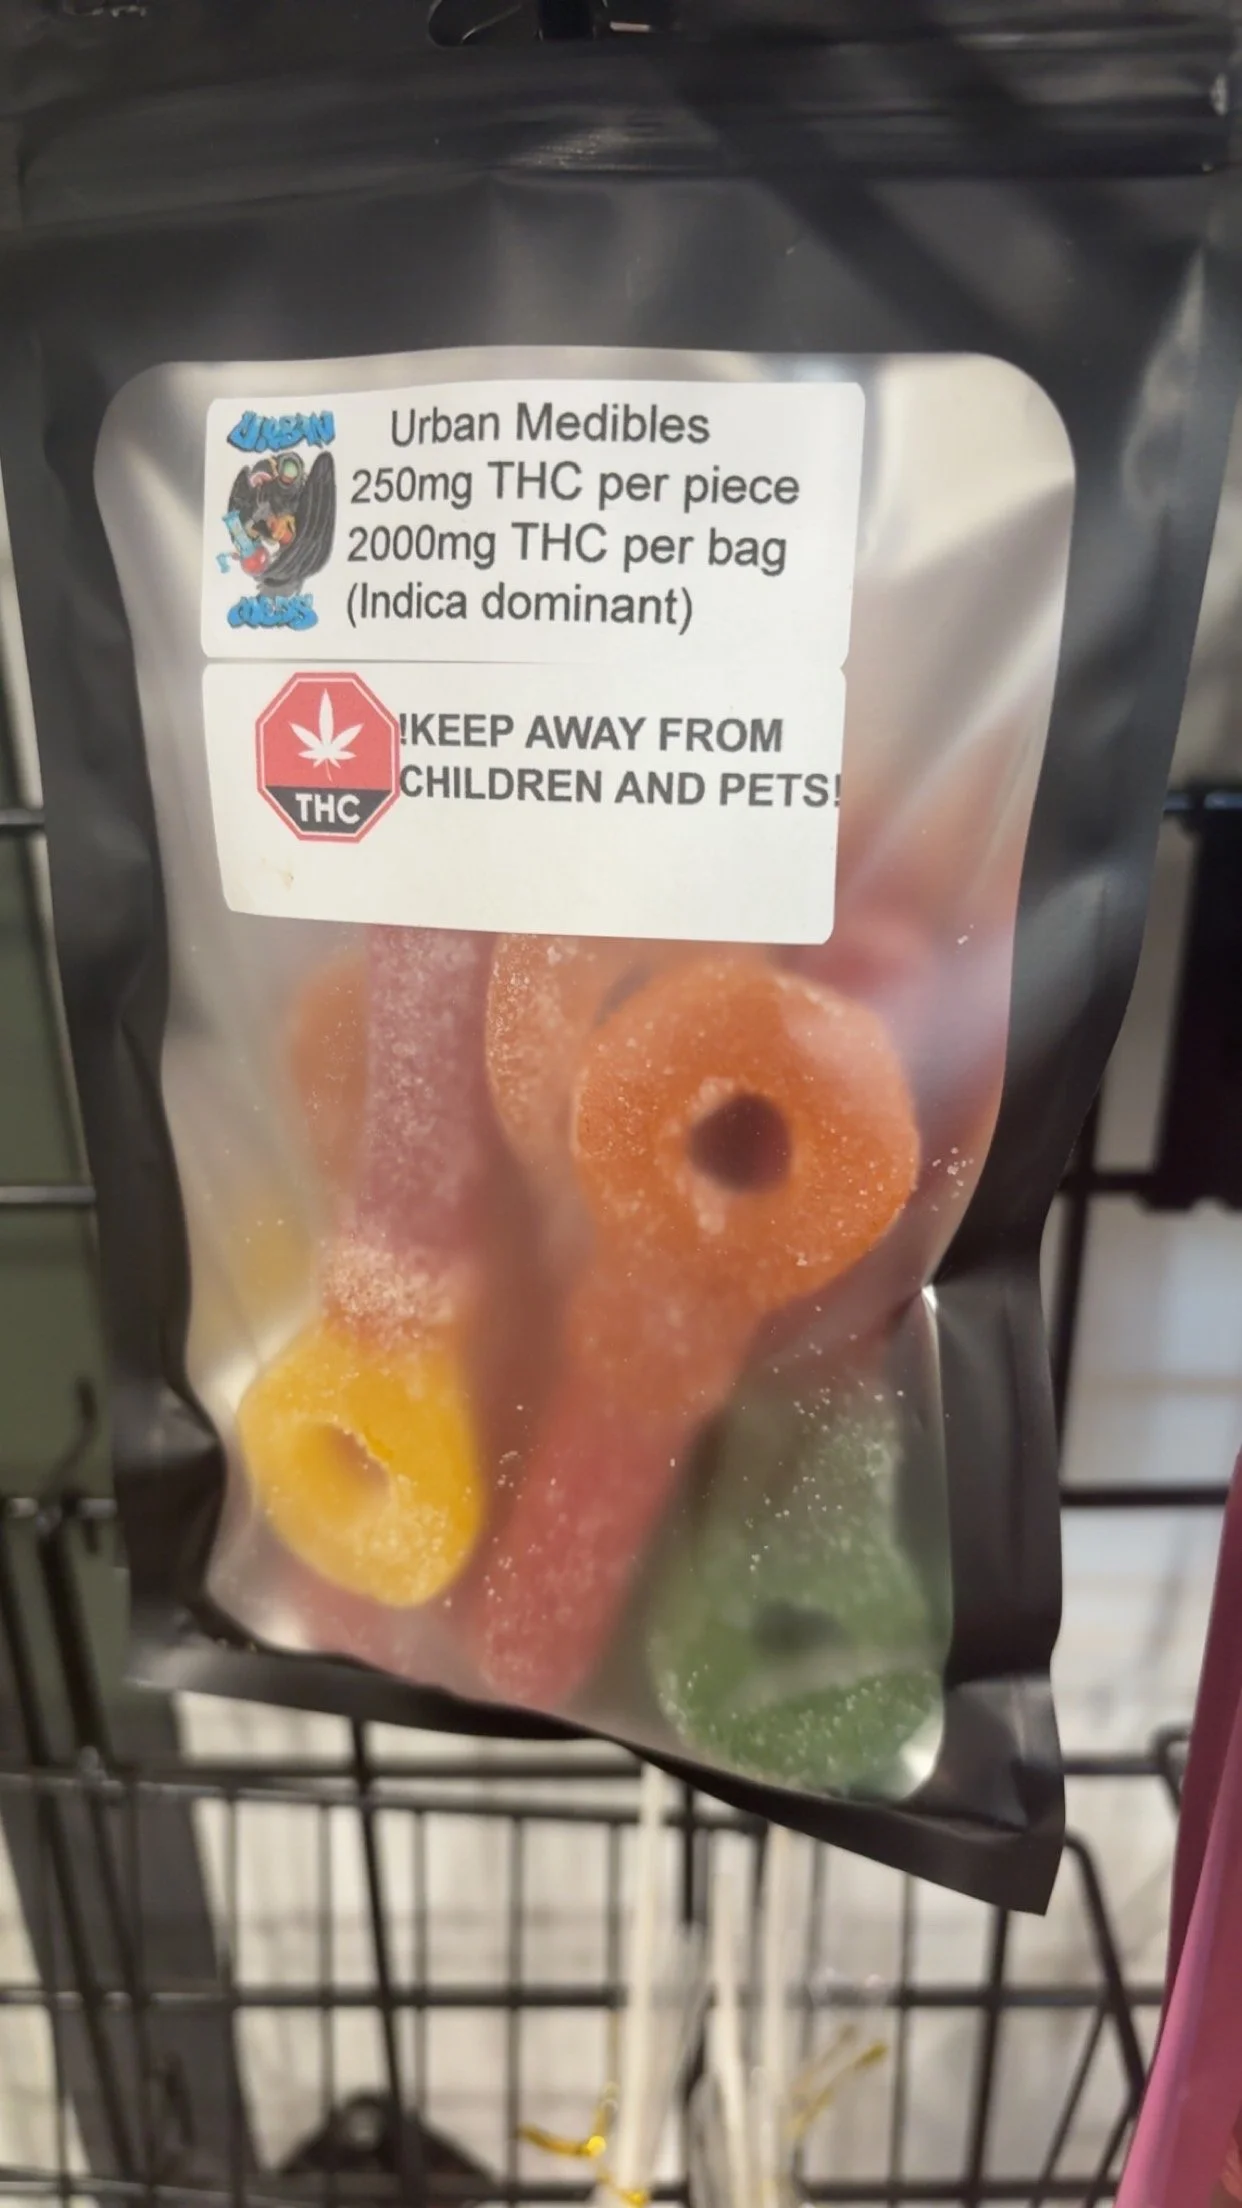 URBAN
Urban Medibles
250mg THC per piece
2000mg THC per bag
(Indica dominant)
THC
!KEEP AWAY FROM
CHILDREN AND PETS!